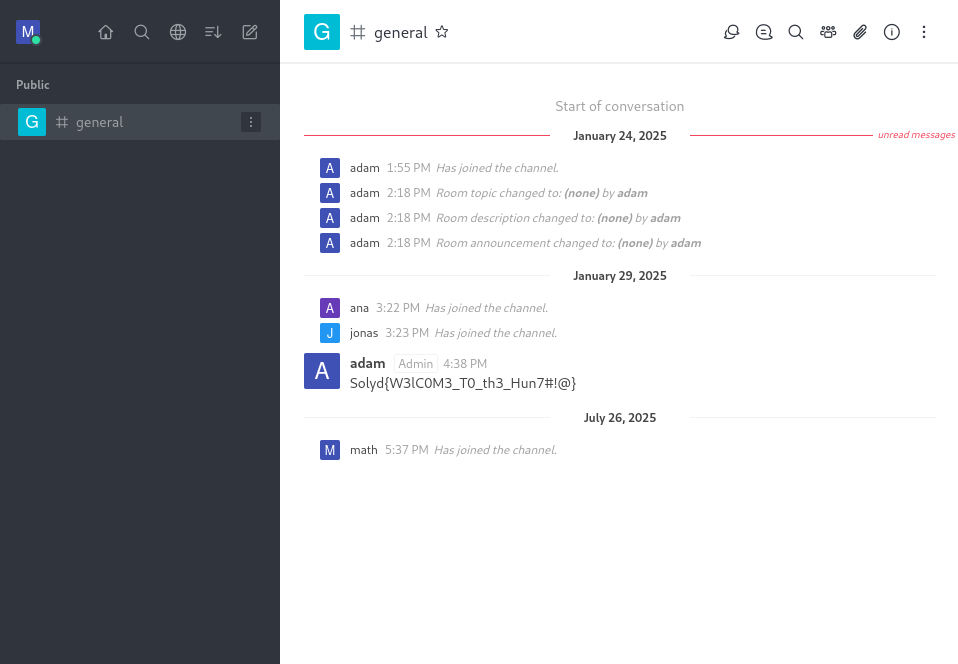 M
Public
G general
G general
Start of conversation
January 24, 2025 unread messages
A adam 1:55 PM Has joined the channel.
A adam 2:18 PM Room topic changed to: (none) by adam
A adam 2:18 PM Room description changed to: (none) by adam
A adam 2:18 PM Room announcement changed to: (none) by adam
January 29, 2025
A ana 3:22 PM Has joined the channel.
J jonas 3:23 PM Has joined the channel.
A adam Admin 4:38 PM
Solyd{W3lC0M3_T0_th3_Hun7#!@}
July 26, 2025
M math 5:37 PM Has joined the channel.